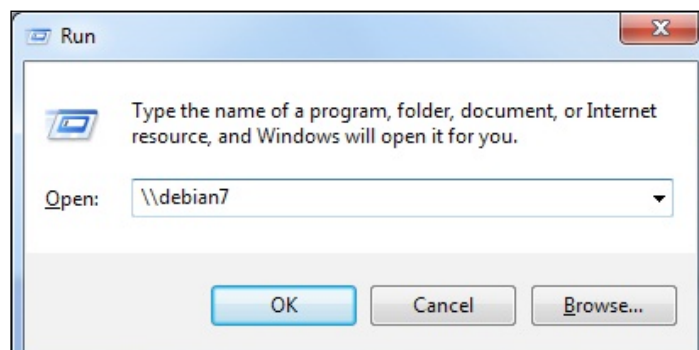 Run
Type the name of a program, folder, document, or Internet
resource, and Windows will open it for you.
Open: \\debian7
OK Cancel Browse...